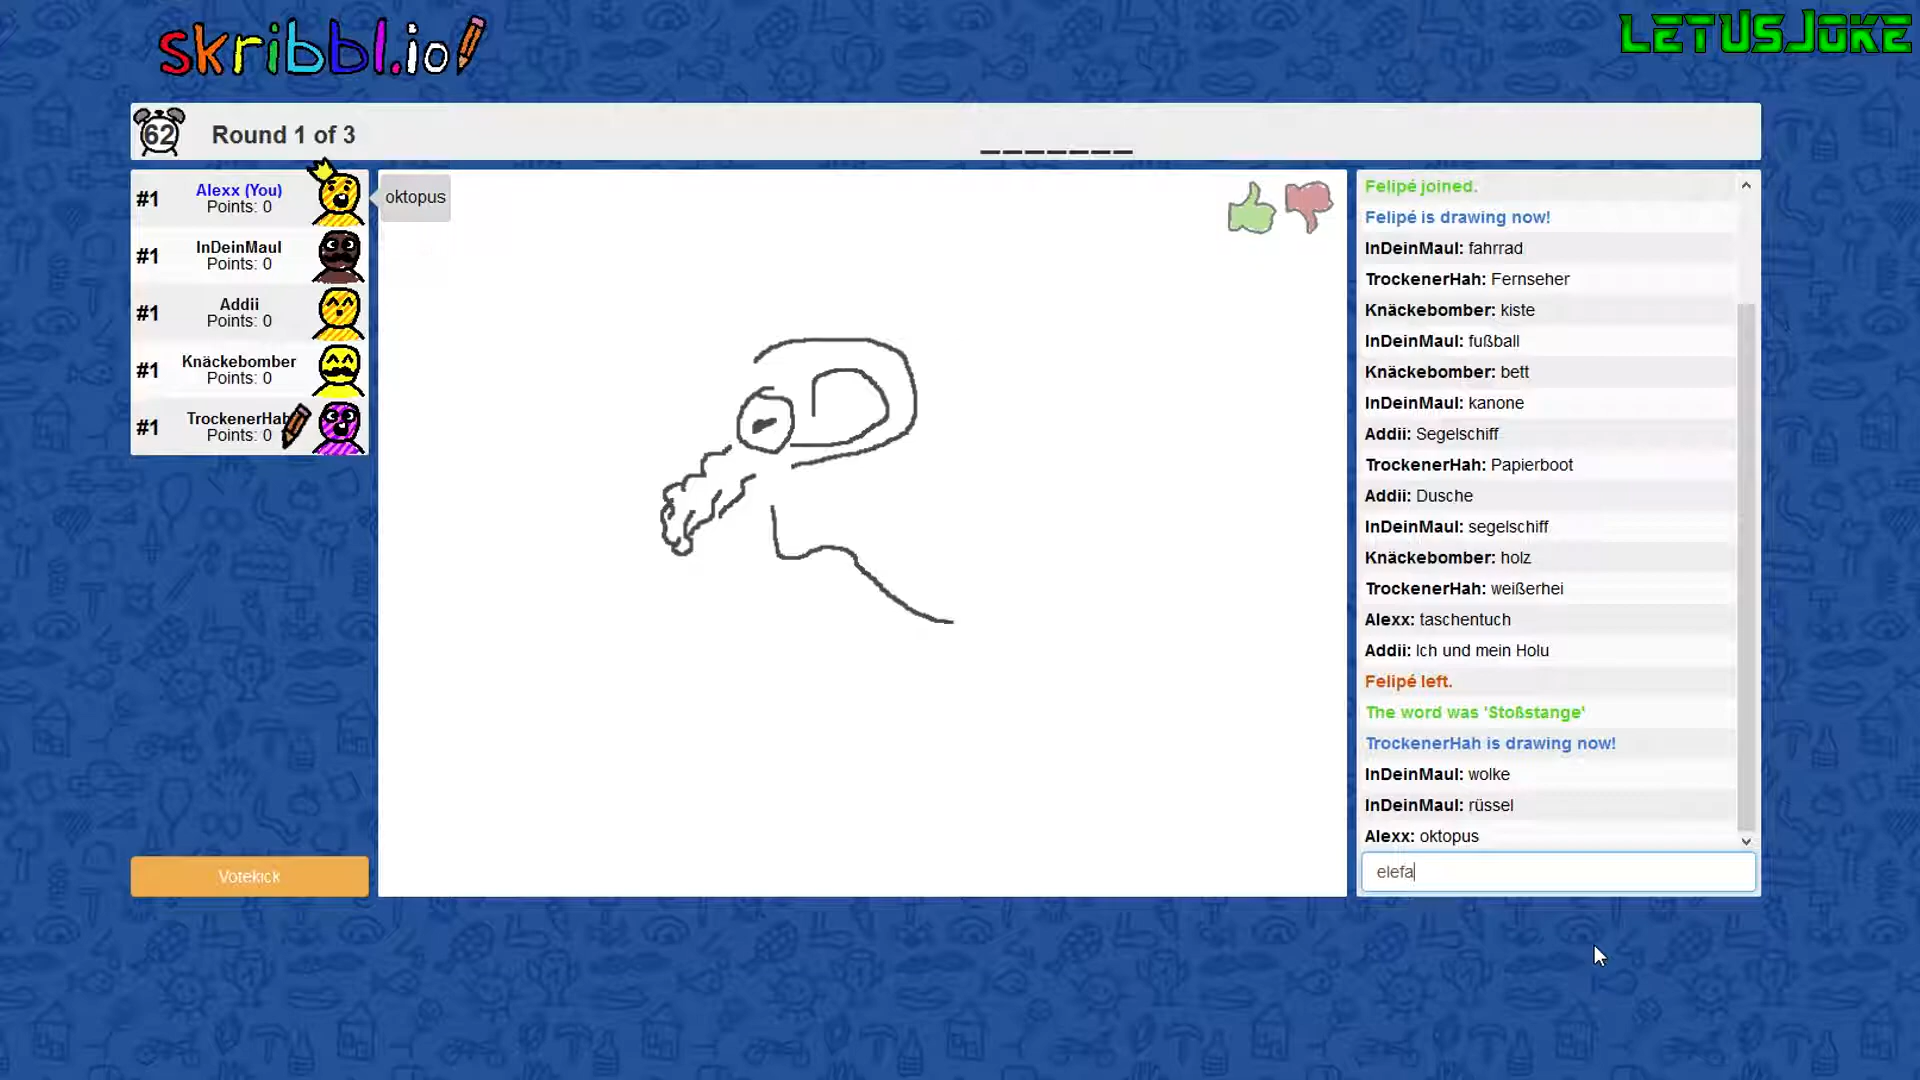 skribbl.io
LETUSJOKE
62
Round 1 of 3
_______
#1
Alexx (You)
Points: 0
#1
InDeinMaul
Points: 0
#1
Addii
Points: 0
#1
Knäckebomber
Points: 0
#1
TrockenerHah
Points: 0
oktopus
Votekick
Felipé joined.
Felipé is drawing now!
InDeinMaul: fahrrad
TrockenerHah: Fernseher
Knäckebomber: kiste
InDeinMaul: fußball
Knäckebomber: bett
InDeinMaul: kanone
Addii: Segelschiff
TrockenerHah: Papierboot
Addii: Dusche
InDeinMaul: segelschiff
Knäckebomber: holz
TrockenerHah: weißerhei
Alexx: taschentuch
Addii: Ich und mein Holu
Felipé left.
The word was 'Stoßstange'
TrockenerHah is drawing now!
InDeinMaul: wolke
InDeinMaul: rüssel
Alexx: oktopus
elefa